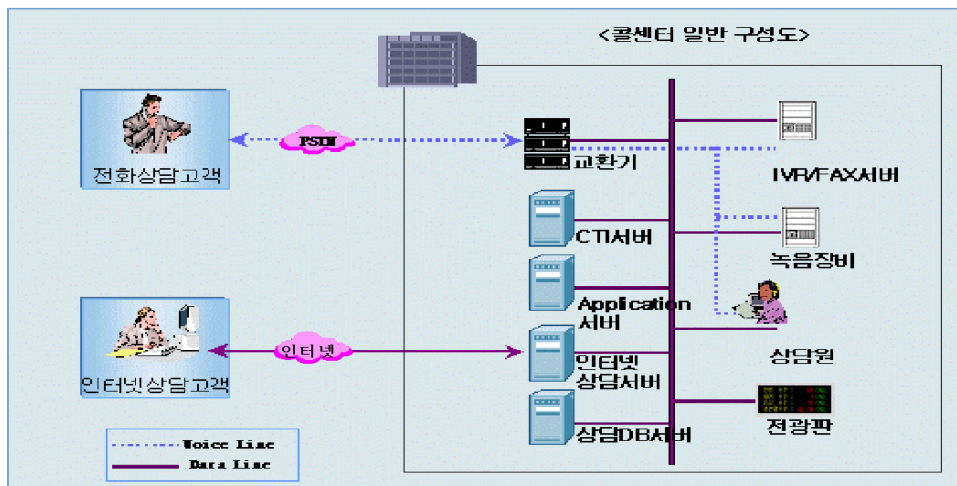 <콜센터 일반 구성도>
전화상담고객
PSTN
교환기
IVR/FAX서버
CTI서버
녹음장비
Application
서버
상담원
인터넷상담고객
인터넷
인터넷
상담서버
상담DB서버
전광판
Voice Line
Data Line